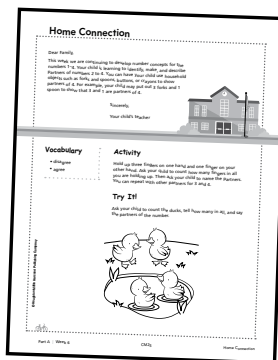 Home Connection
Dear Family,
This week we are continuing to develop number concepts for the
numbers 1–4. Your child is learning to identify, make, and describe
Partners of numbers 2 to 4. You can have your child use household
objects such as forks and spoons, buttons, or crayons to show
partners of 4. For example, your child may put out 3 forks and 1
spoon to show that 3 and 1 are partners of 4.
Sincerely,
Your child's teacher
Vocabulary
• disagree
• agree
Activity
Hold up three fingers on one hand and one finger on your
other hand. Ask your child to count how many fingers in all
you are holding up. Then ask your child to name the Partners.
You can repeat with other partners for 3 and 4.
Try It!
Ask your child to count the ducks, tell how many in all, and say
the partners of the number.
Part A | Week 6
CM26
Home Connection